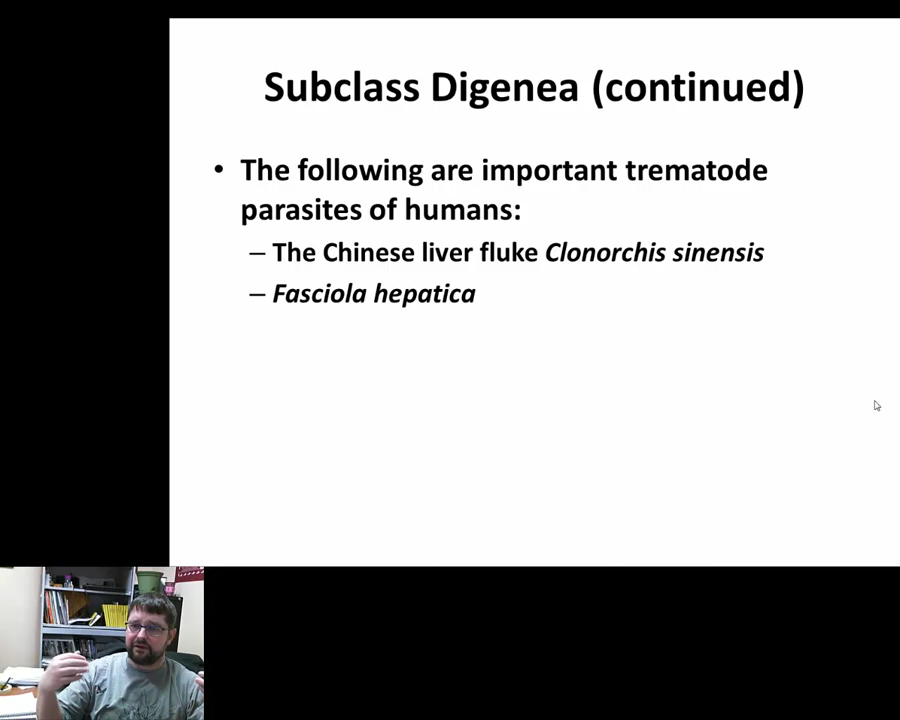 Subclass Digenea (continued)
• The following are important trematode
parasites of humans:
– The Chinese liver fluke Clonorchis sinensis
– Fasciola hepatica